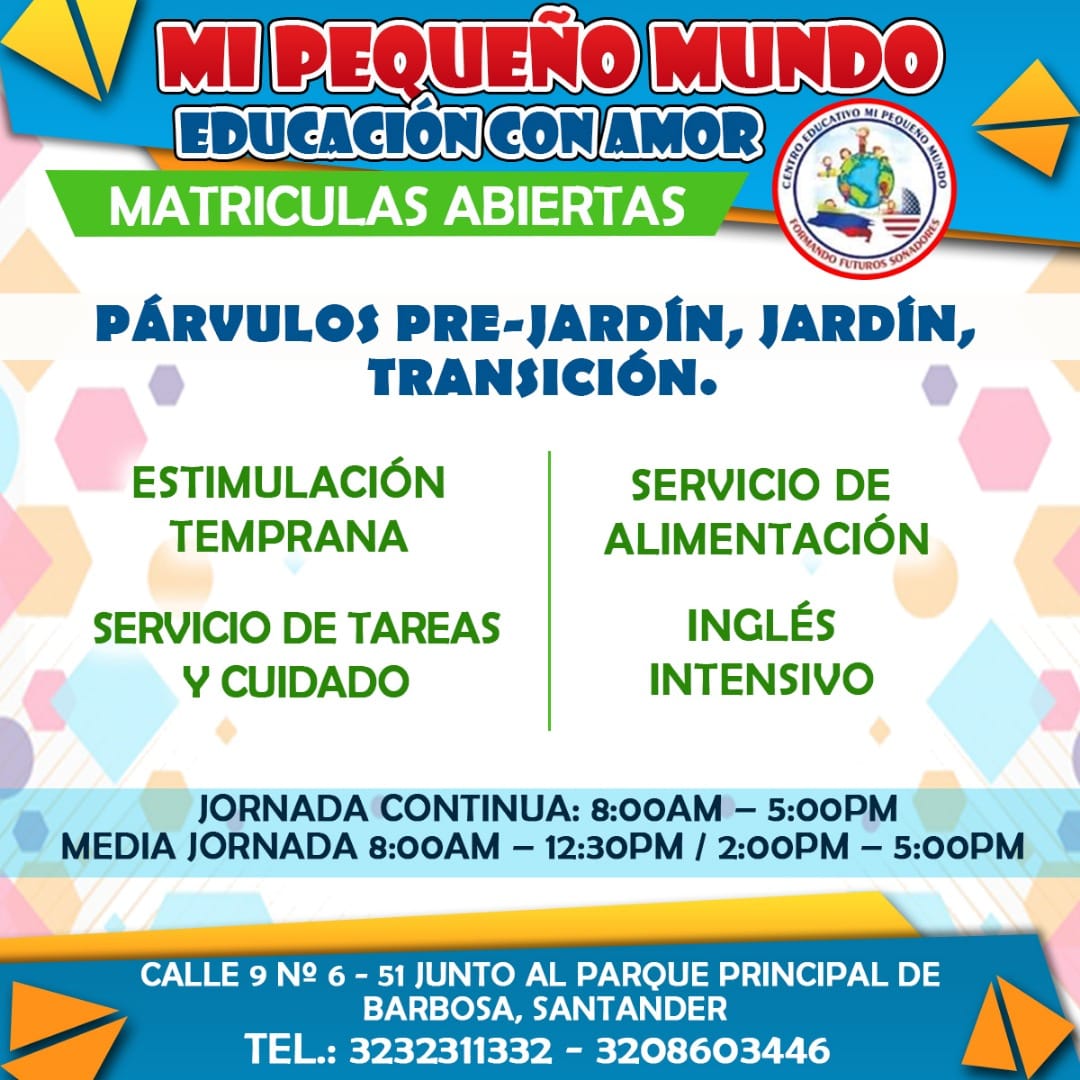 MI PEQUEÑO MUNDO
EDUCACIÓN CON AMOR
CENTRO EDUCATIVO MI PEQUEÑO MUNDO
FORMANDO FUTUROS SOÑADORES
MATRICULAS ABIERTAS
PÁRVULOS PRE-JARDÍN, JARDÍN,
TRANSICIÓN.
ESTIMULACIÓN
TEMPRANA
SERVICIO DE TAREAS
Y CUIDADO
SERVICIO DE
ALIMENTACIÓN
INGLÉS
INTENSIVO
JORNADA CONTINUA: 8:00AM – 5:00PM
MEDIA JORNADA 8:00AM – 12:30PM / 2:00PM – 5:00PM
CALLE 9 Nº 6 - 51 JUNTO AL PARQUE PRINCIPAL DE
BARBOSA, SANTANDER
TEL.: 3232311332 - 3208603446